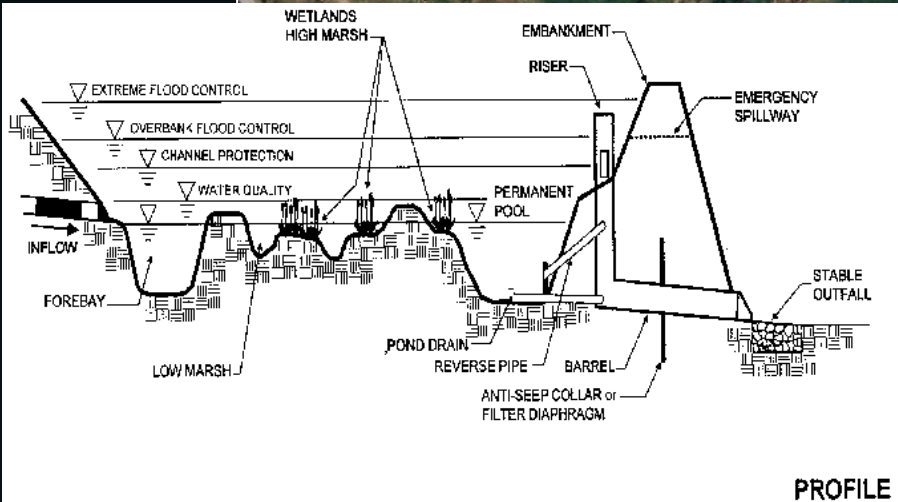 WETLANDS
HIGH MARSH
EMBANKMENT
RISER
EXTREME FLOOD CONTROL
EMERGENCY
SPILLWAY
OVERBANK FLOOD CONTROL
CHANNEL PROTECTION
WATER QUALITY
PERMANENT
POOL
INFLOW
STABLE
OUTFALL
FOREBAY
POND DRAIN
LOW MARSH
REVERSE PIPE
BARREL
ANTI-SEEP COLLAR or
FILTER DIAPHRAGM
PROFILE